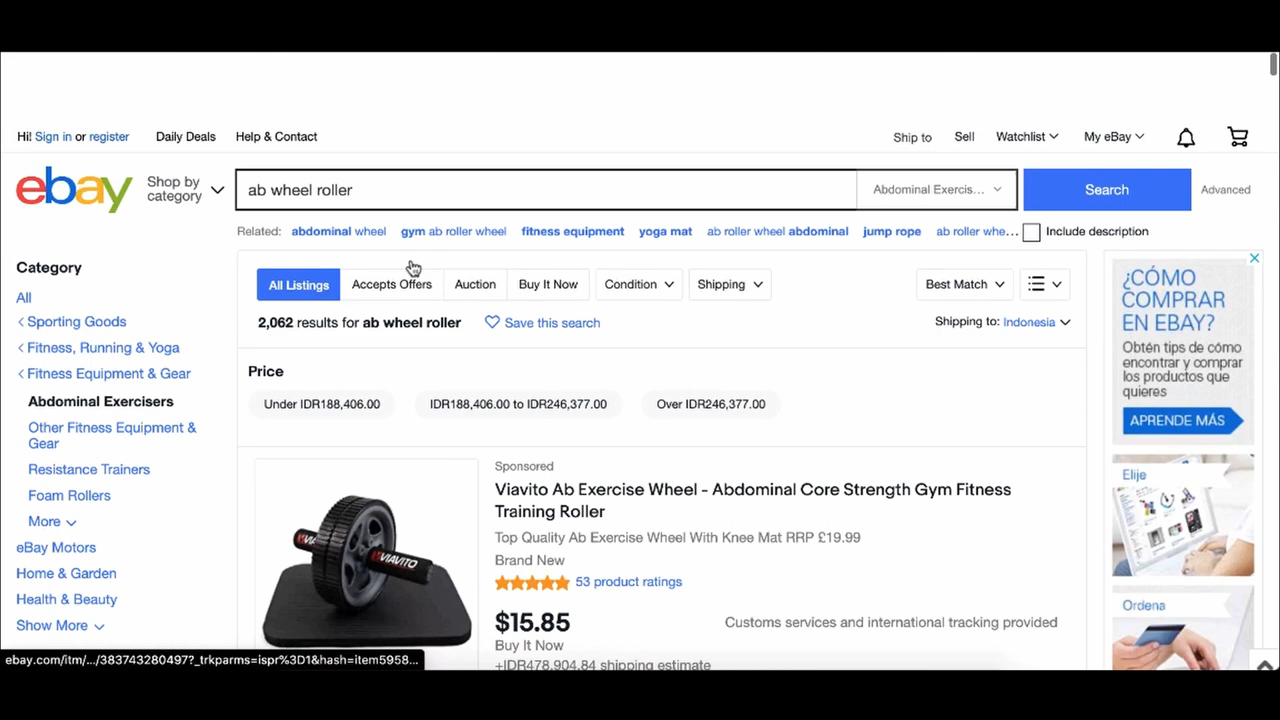 Hi! Sign in or register
Daily Deals
Help & Contact
Ship to
Sell
Watchlist
My eBay
ebay
Shop by
category
ab wheel roller
Abdominal Exercis...
Search
Advanced
Related:
abdominal wheel
gym ab roller wheel
fitness equipment
yoga mat
ab roller wheel abdominal
jump rope
ab roller whe...
Include description
Category
All
Sporting Goods
Fitness, Running & Yoga
Fitness Equipment & Gear
Abdominal Exercisers
Other Fitness Equipment &
Gear
Resistance Trainers
Foam Rollers
More
eBay Motors
Home & Garden
Health & Beauty
Show More
All Listings
Accepts Offers
Auction
Buy It Now
Condition
Shipping
Best Match
2,062 results for ab wheel roller
Save this search
Shipping to: Indonesia
Price
Under IDR188,406.00
IDR188,406.00 to IDR246,377.00
Over IDR246,377.00
VIAVITO
Sponsored
Viavito Ab Exercise Wheel - Abdominal Core Strength Gym Fitness
Training Roller
Top Quality Ab Exercise Wheel With Knee Mat RRP £19.99
Brand New
53 product ratings
$15.85
Customs services and international tracking provided
Buy It Now
+IDR478,904.84 shipping estimate
¿CÓMO
COMPRAR
EN EBAY?
Obtén tips de cómo
encontrar y comprar
los productos que
quieres
APRENDE MÁS
Elije
Ordena
ebay.com/itm/.../383743280497?_trkparms=ispr%3D1&hash=item5958...